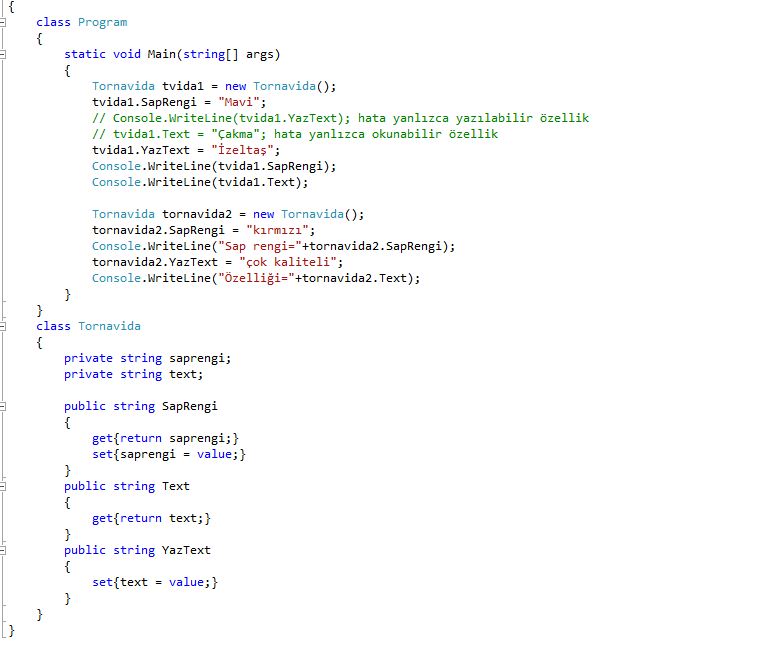 {
class Program
{
static void Main(string[] args)
{
Tornavida tvida1 = new Tornavida();
tvida1.SapRengi = "Mavi";
// Console.WriteLine(tvida1.YazText); hata yanlızca yazılabilir özellik
// tvida1.Text = "Çakma"; hata yanlızca okunabilir özellik
tvida1.YazText = "İzeltaş";
Console.WriteLine(tvida1.SapRengi);
Console.WriteLine(tvida1.Text);
Tornavida tornavida2 = new Tornavida();
tornavida2.SapRengi = "kırmızı";
Console.WriteLine("Sap rengi="+tornavida2.SapRengi);
tornavida2.YazText = "çok kaliteli";
Console.WriteLine("Özelliği="+tornavida2.Text);
}
}
class Tornavida
{
private string saprengi;
private string text;
public string SapRengi
{
get{return saprengi;}
set{saprengi = value;}
}
public string Text
{
get{return text;}
}
public string YazText
{
set{text = value;}
}
}
}